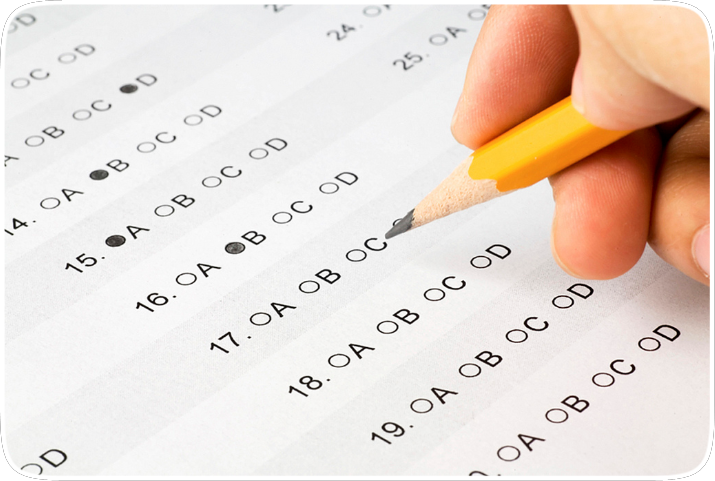 C D
B C D
14. A B C D
15. A B C D
16. A B C D
17. A B C
18. A B C D
19. A B C D
A B C D
D
24. A
25. A